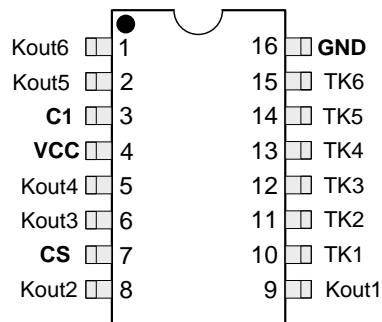 Kout6 1 16 GND
Kout5 2 15 TK6
C1 3 14 TK5
VCC 4 13 TK4
Kout4 5 12 TK3
Kout3 6 11 TK2
CS 7 10 TK1
Kout2 8 9 Kout1